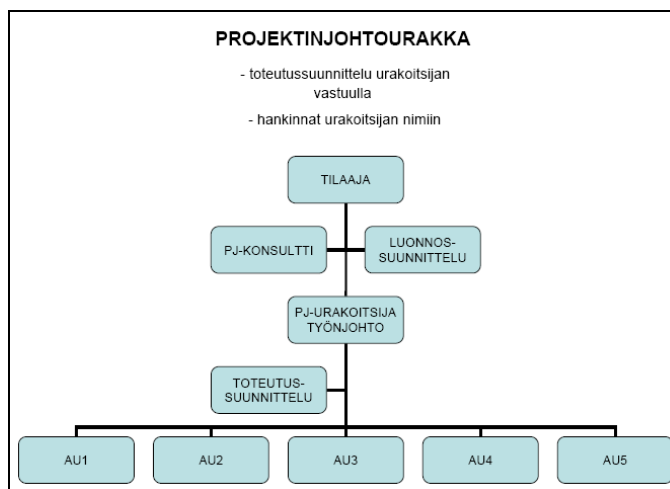 PROJEKTINJOHTOURAKKA
- toteutussuunnittelu urakoitsijan
vastuulla
- hankinnat urakoitsijan nimiin
TILAAJA
PJ-KONSULTTI
LUONNOS-
SUUNNITTELU
PJ-URAKOITSIJA
TYÖNJOHTO
TOTEUTUS-
SUUNNITTELU
AU1
AU2
AU3
AU4
AU5